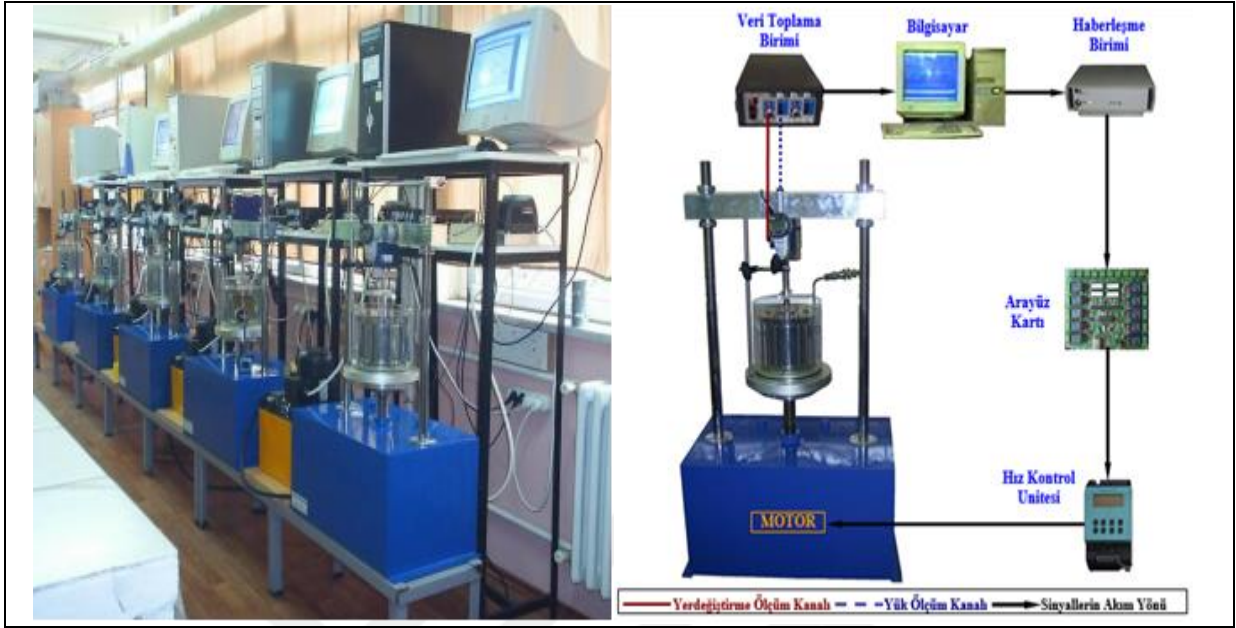 Veri Toplama
Birimi
Bilgisayar
Haberleşme
Birimi
Arayüz
Kartı
Hız Kontrol
Unitesi
MOTOR
Yerdeğiştirme Ölçüm Kanalı
Yük Ölçüm Kanalı
Sinyallerin Akım Yönü